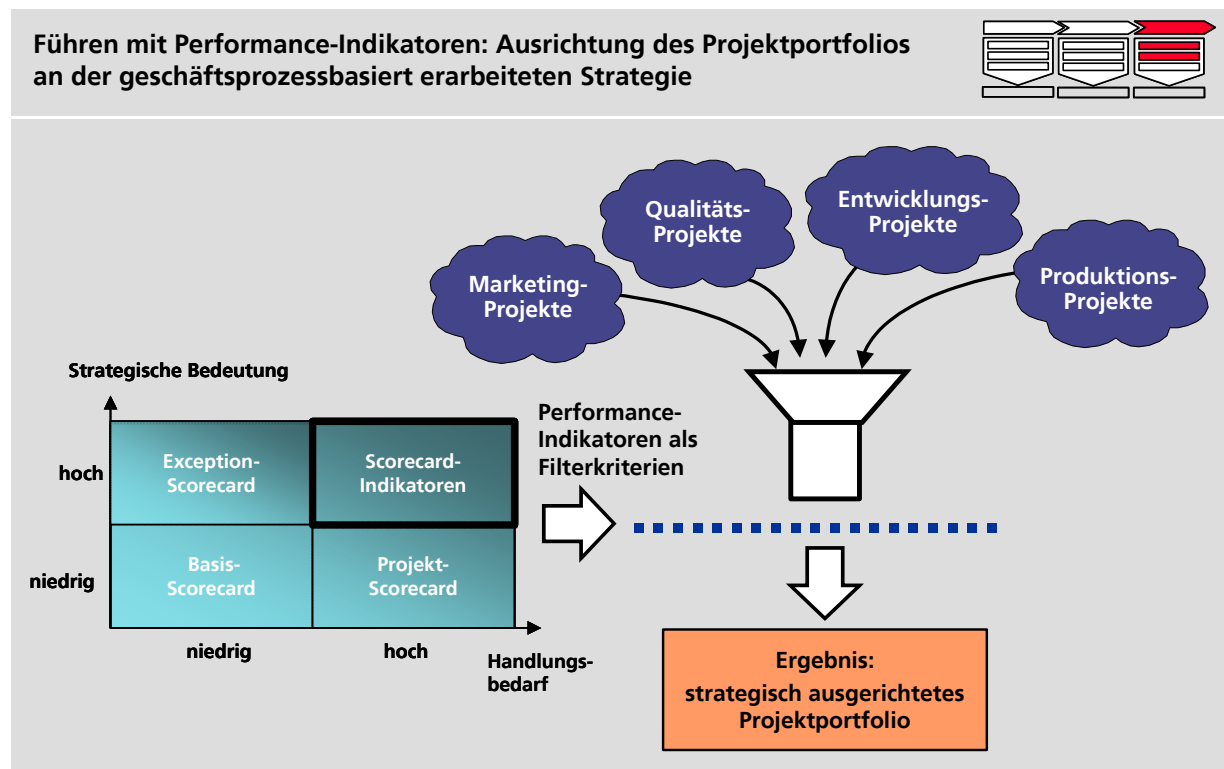 Führen mit Performance-Indikatoren: Ausrichtung des Projektportfolios
an der geschäftsprozessbasiert erarbeiteten Strategie
Qualitäts-
Projekte
Entwicklungs-
Projekte
Marketing-
Projekte
Produktions-
Projekte
Strategische Bedeutung
hoch
niedrig
Exception-
Scorecard
Scorecard-
Indikatoren
Basis-
Scorecard
Projekt-
Scorecard
niedrig
hoch
Handlungs-
bedarf
Performance-
Indikatoren als
Filterkriterien
Ergebnis:
strategisch ausgerichtetes
Projektportfolio